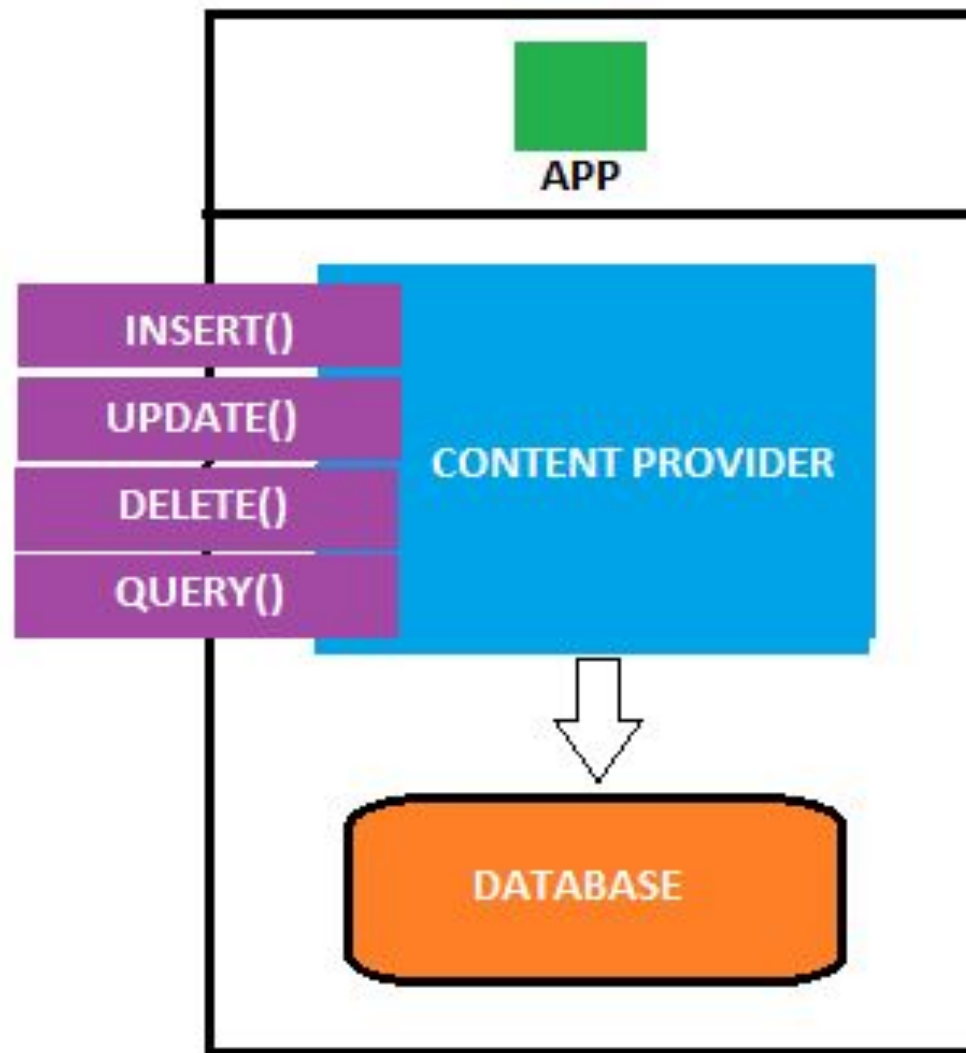 APP
INSERT()
UPDATE()
CONTENT PROVIDER
DELETE()
QUERY()
DATABASE